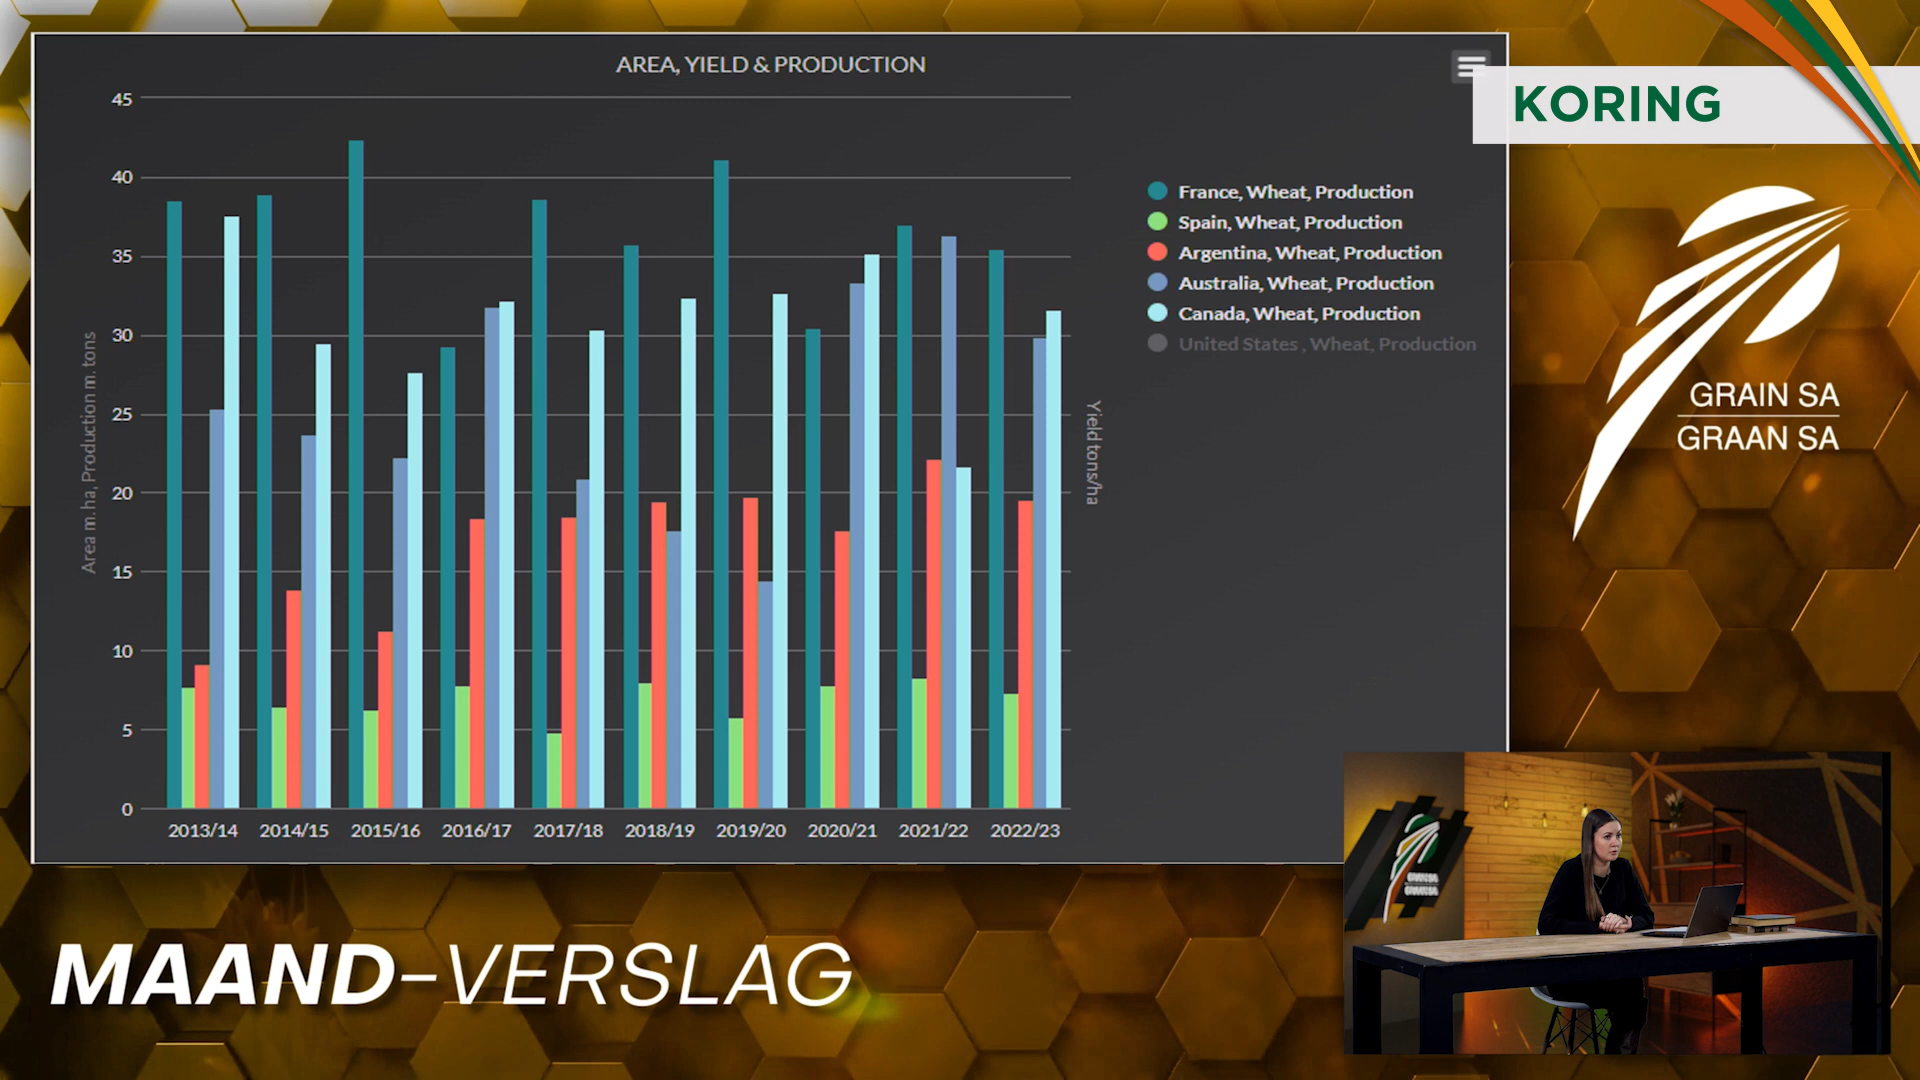 AREA, YIELD & PRODUCTION
KORING
45
40
35
30
25
20
15
10
5
0
Area m.ha, Production m. tons
Yield tons/ha
2013/14 2014/15 2015/16 2016/17 2017/18 2018/19 2019/20 2020/21 2021/22 2022/23
France, Wheat, Production
Spain, Wheat, Production
Argentina, Wheat, Production
Australia, Wheat, Production
Canada, Wheat, Production
United States , Wheat, Production
GRAIN SA
GRAAN SA
MAAND-VERSLAG